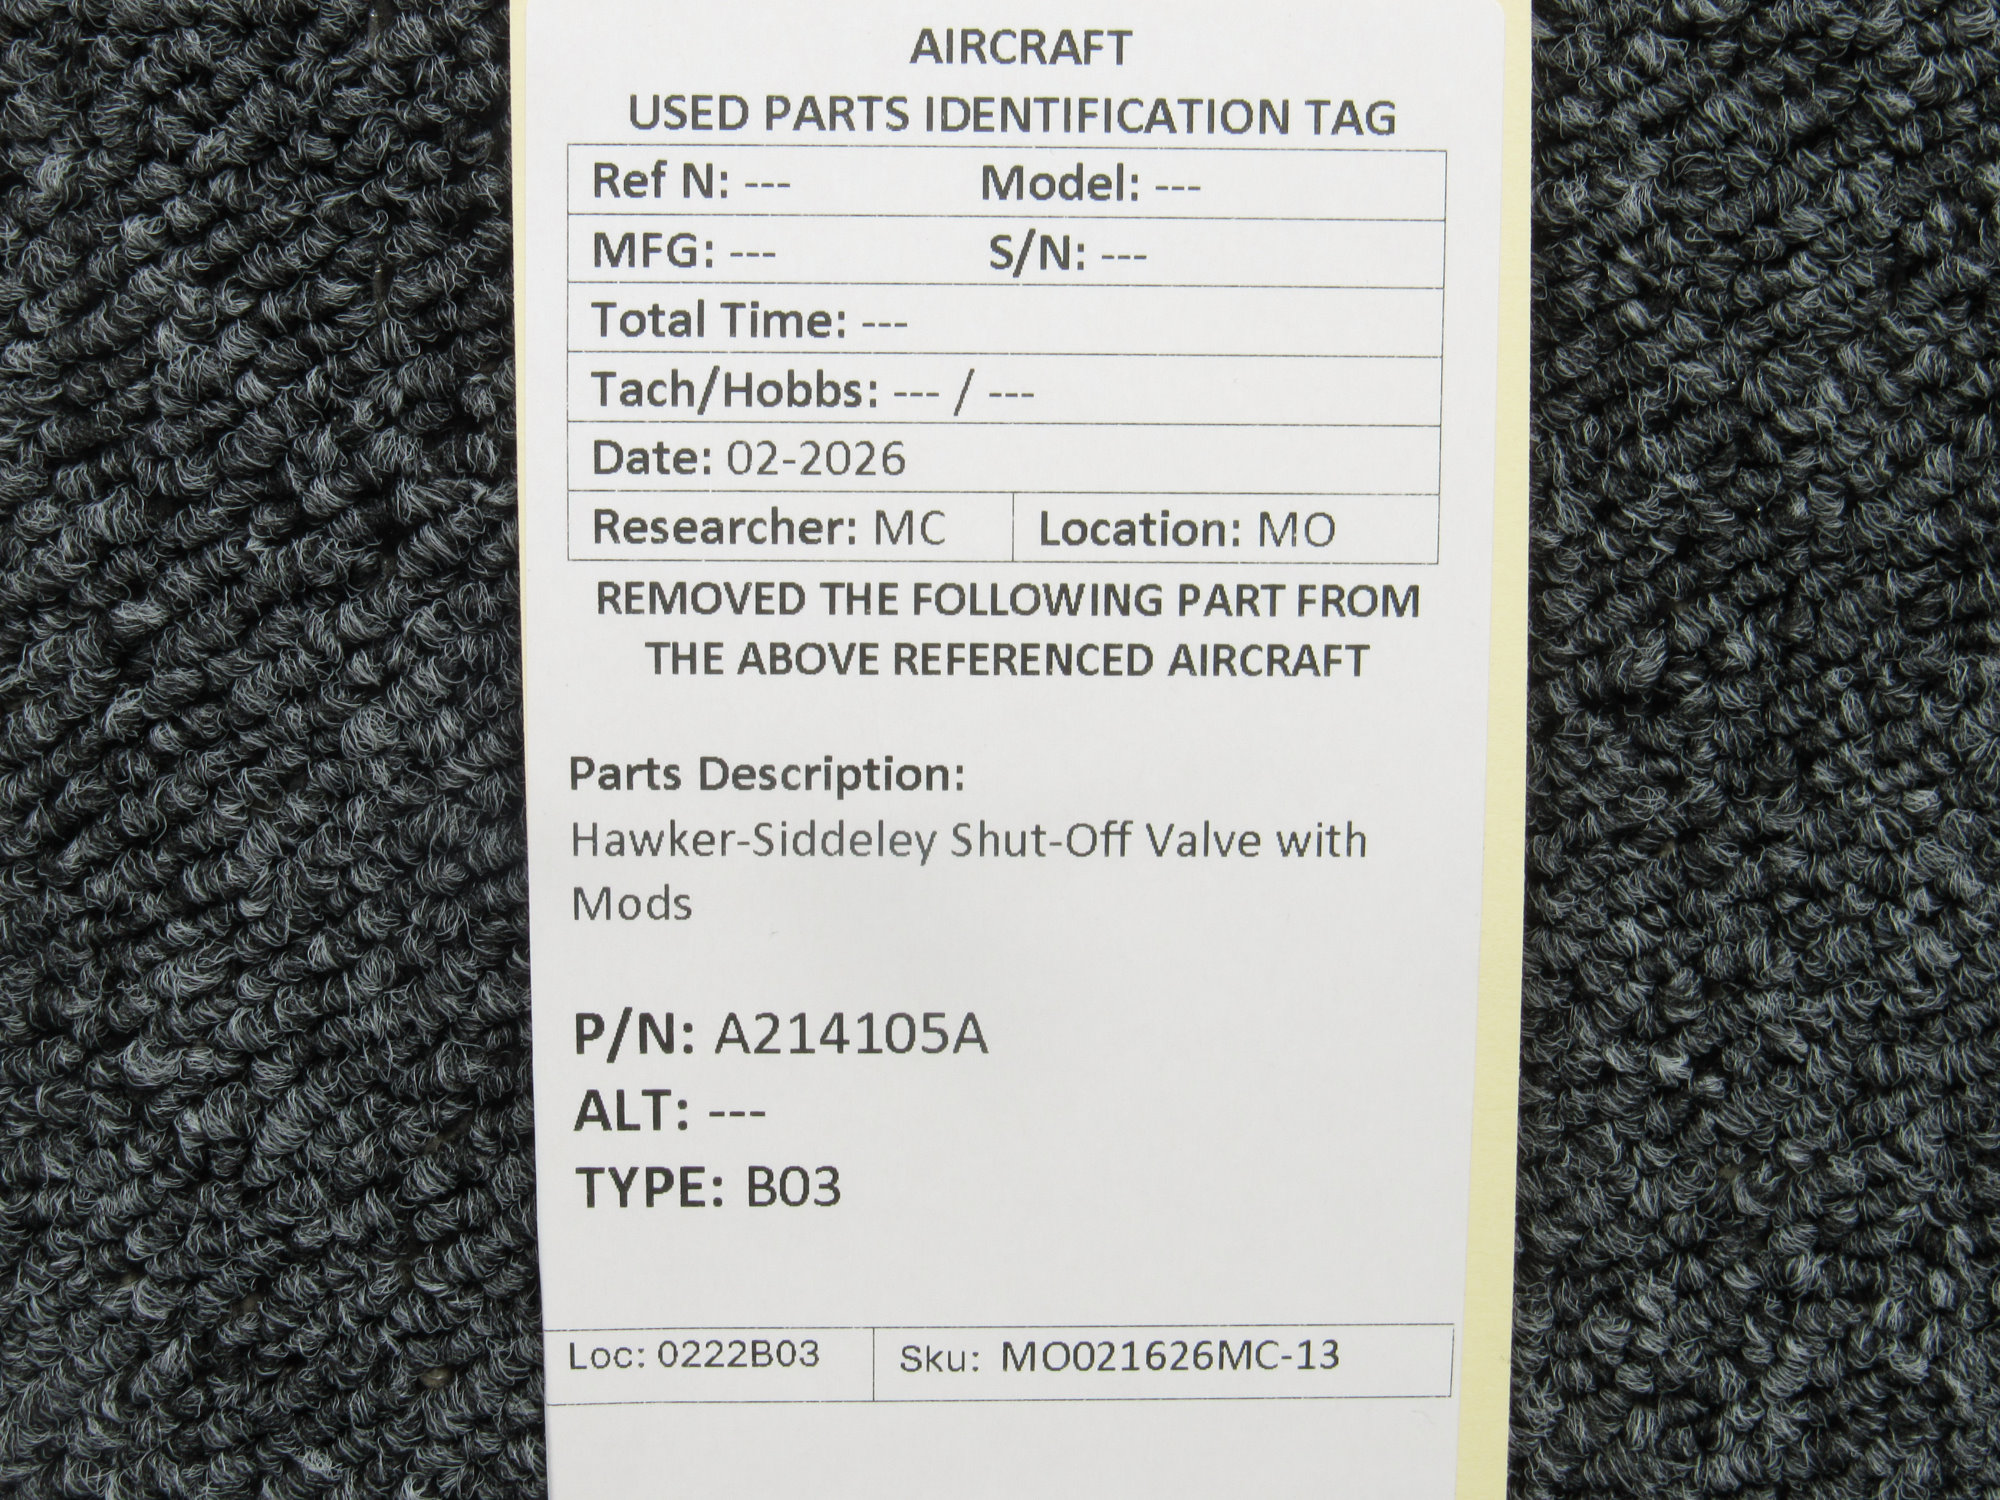 AIRCRAFT
USED PARTS IDENTIFICATION TAG
Ref N: --- Model: ---
MFG: --- S/N: ---
Total Time: ---
Tach/Hobbs: --- / ---
Date: 02-2026
Researcher: MC Location: MO
REMOVED THE FOLLOWING PART FROM
THE ABOVE REFERENCED AIRCRAFT
Parts Description:
Hawker-Siddeley Shut-Off Valve with
Mods
P/N: A214105A
ALT: ---
TYPE: B03
Loc: 0222B03 Sku: MO021626MC-13